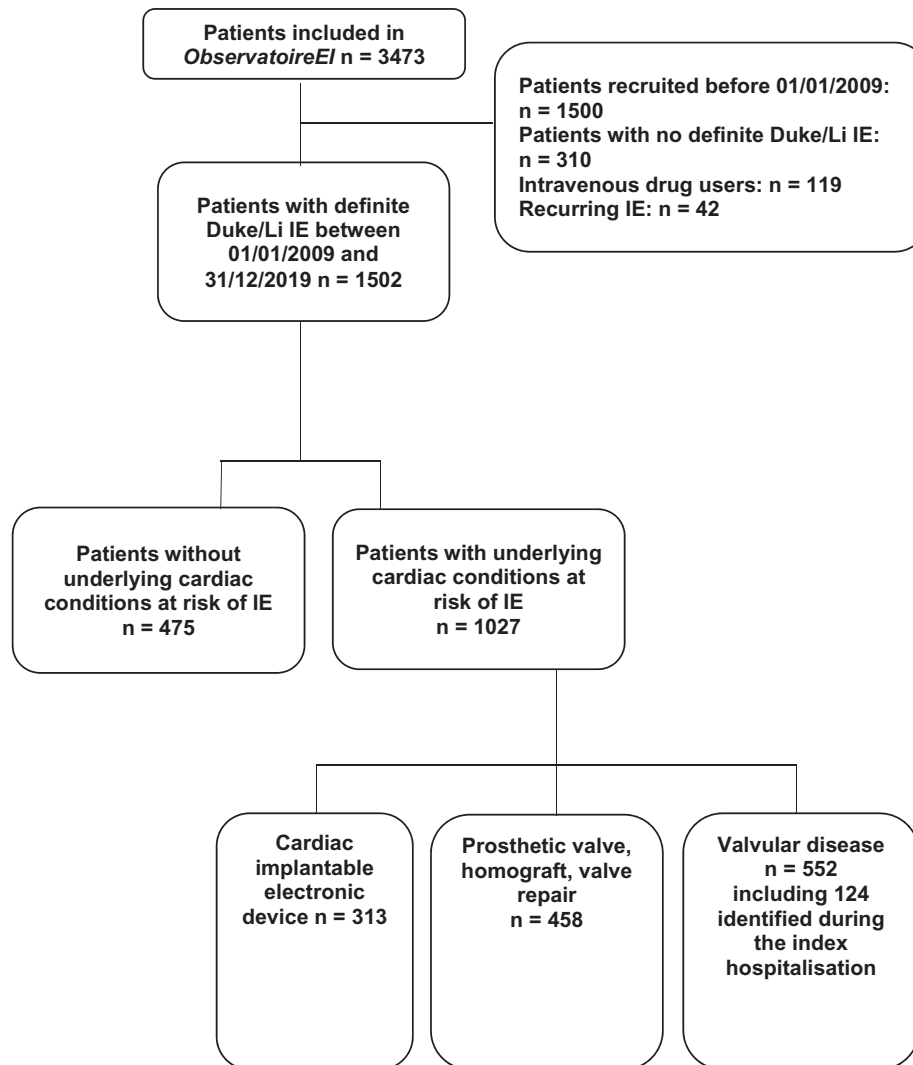 Patients included in
ObservatoireEI n = 3473
Patients recruited before 01/01/2009:
n = 1500
Patients with no definite Duke/Li IE:
n = 310
Intravenous drug users: n = 119
Recurring IE: n = 42
Patients with definite
Duke/Li IE between
01/01/2009 and
31/12/2019 n = 1502
Patients without
underlying cardiac
conditions at risk of IE
n = 475
Patients with underlying
cardiac conditions at
risk of IE
n = 1027
Cardiac
implantable
electronic
device n = 313
Prosthetic valve,
homograft, valve
repair
n = 458
Valvular disease
n = 552
including 124
identified during
the index
hospitalisation